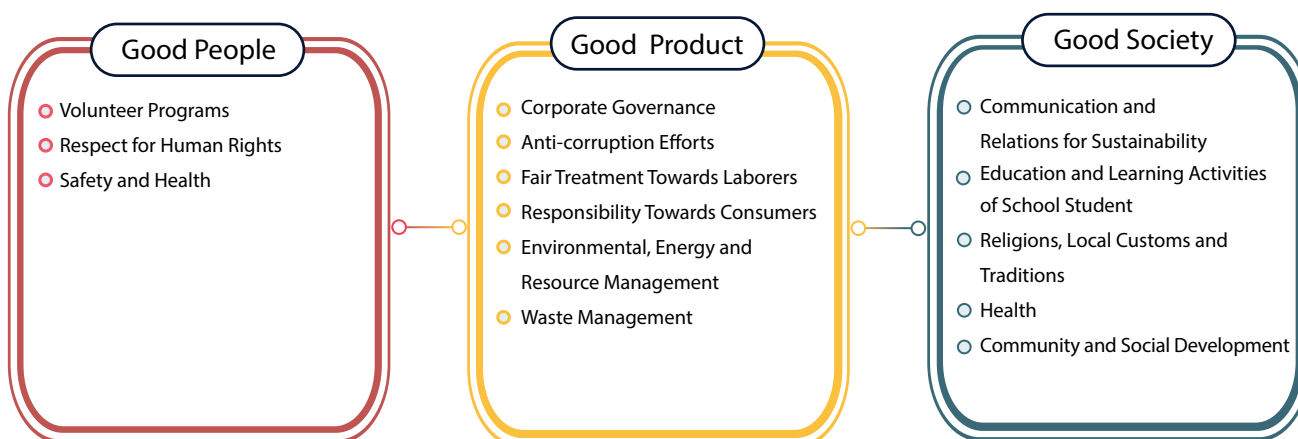 Good People
Volunteer Programs
Respect for Human Rights
Safety and Health
Good Product
Corporate Governance
Anti-corruption Efforts
Fair Treatment Towards Laborers
Responsibility Towards Consumers
Environmental, Energy and
Resource Management
Waste Management
Good Society
Communication and
Relations for Sustainability
Education and Learning Activities
of School Student
Religions, Local Customs and
Traditions
Health
Community and Social Development